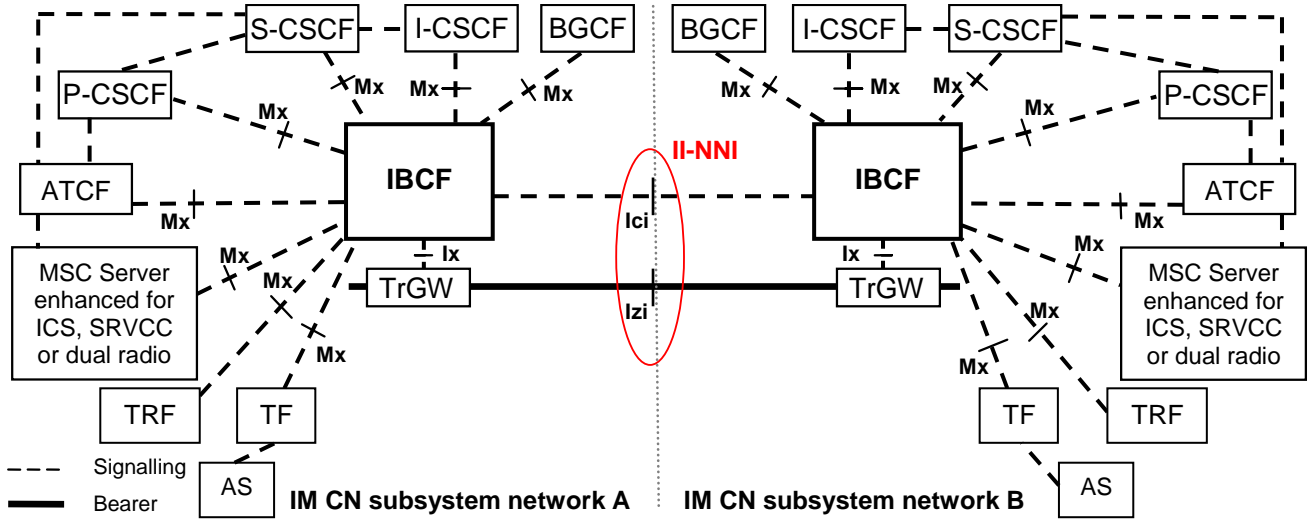 S-CSCF
I-CSCF
BGCF
BGCF
I-CSCF
S-CSCF
P-CSCF
Mx
Mx
Mx
Mx
Mx
Mx
Mx
Mx
P-CSCF
IBCF
II-NNI
IBCF
ATCF
Mx
Ici
Mx
ATCF
MSC Server
enhanced for
ICS, SRVCC
or dual radio
Mx
Mx
Ix
TrGW
Izi
Ix
TrGW
Mx
Mx
MSC Server
enhanced for
ICS, SRVCC
or dual radio
Mx
Mx
TRF
TF
TF
TRF
AS
AS
Signalling
Bearer
IM CN subsystem network A
IM CN subsystem network B